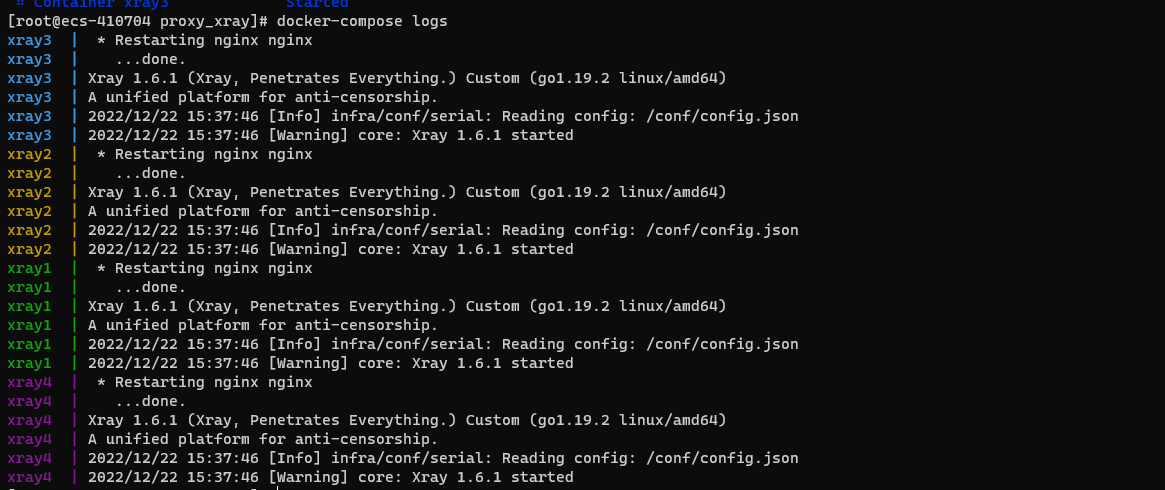 Container xray3 Started
[root@ecs-410704 proxy_xray]# docker-compose logs
xray3 | * Restarting nginx nginx
xray3 | ...done.
xray3 | Xray 1.6.1 (Xray, Penetrates Everything.) Custom (go1.19.2 linux/amd64)
xray3 | A unified platform for anti-censorship.
xray3 | 2022/12/22 15:37:46 [Info] infra/conf/serial: Reading config: /conf/config.json
xray3 | 2022/12/22 15:37:46 [Warning] core: Xray 1.6.1 started
xray2 | * Restarting nginx nginx
xray2 | ...done.
xray2 | Xray 1.6.1 (Xray, Penetrates Everything.) Custom (go1.19.2 linux/amd64)
xray2 | A unified platform for anti-censorship.
xray2 | 2022/12/22 15:37:46 [Info] infra/conf/serial: Reading config: /conf/config.json
xray2 | 2022/12/22 15:37:46 [Warning] core: Xray 1.6.1 started
xray1 | * Restarting nginx nginx
xray1 | ...done.
xray1 | Xray 1.6.1 (Xray, Penetrates Everything.) Custom (go1.19.2 linux/amd64)
xray1 | A unified platform for anti-censorship.
xray1 | 2022/12/22 15:37:46 [Info] infra/conf/serial: Reading config: /conf/config.json
xray1 | 2022/12/22 15:37:46 [Warning] core: Xray 1.6.1 started
xray4 | * Restarting nginx nginx
xray4 | ...done.
xray4 | Xray 1.6.1 (Xray, Penetrates Everything.) Custom (go1.19.2 linux/amd64)
xray4 | A unified platform for anti-censorship.
xray4 | 2022/12/22 15:37:46 [Info] infra/conf/serial: Reading config: /conf/config.json
xray4 | 2022/12/22 15:37:46 [Warning] core: Xray 1.6.1 started